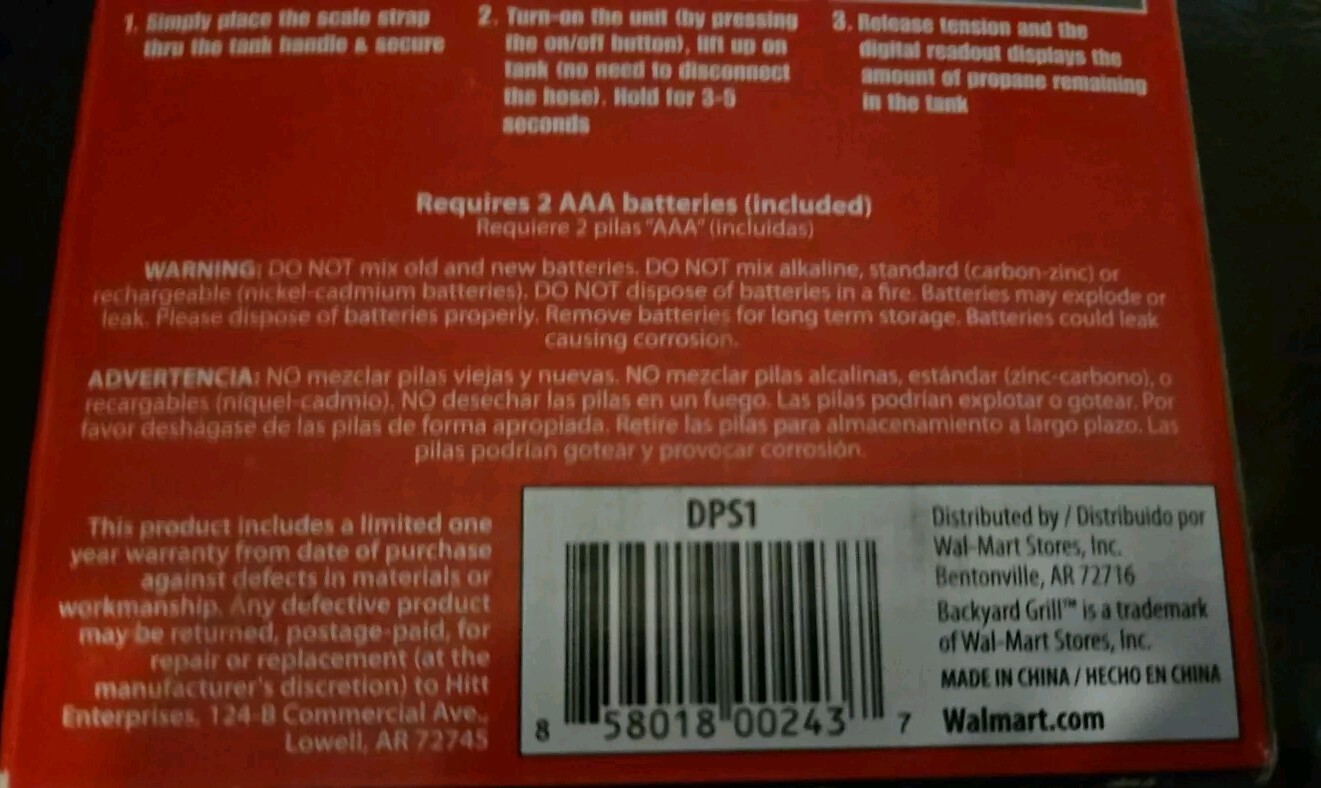 1. Simply place the scale strap
thru the tank handle & secure
2. Turn-on the unit (by pressing
the on/off button), lift up on
tank (no need to disconnect
the hose). Hold for 3-5
seconds
3. Release tension and the
digital readout displays the
amount of propane remaining
in the tank
Requires 2 AAA batteries (included)
Requiere 2 pilas "AAA" (incluidas)
WARNING: DO NOT mix old and new batteries. DO NOT mix alkaline, standard (carbon-zinc) or
rechargeable (nickel-cadmium batteries). DO NOT dispose of batteries in a fire. Batteries may explode or
leak. Please dispose of batteries properly. Remove batteries for long term storage. Batteries could leak
causing corrosion.
ADVERTENCIA: NO mezclar pilas viejas y nuevas. NO mezclar pilas alcalinas, estándar (zinc-carbono), o
recargables (níquel-cadmio). NO desechar las pilas en un fuego. Las pilas podrían explotar o gotear. Por
favor deshágase de las pilas de forma apropiada. Retire las pilas para almacenamiento a largo plazo. Las
pilas podrían gotear y provocar corrosión.
This product includes a limited one
year warranty from date of purchase
against defects in materials or
workmanship. Any defective product
may be returned, postage-paid, for
repair or replacement (at the
manufacturer's discretion) to Hitt
Enterprises, 124-B Commercial Ave.,
Lowell, AR 72745
DPS1
8 58018 00243 7
Distributed by / Distribuido por
Wal-Mart Stores, Inc.
Bentonville, AR 72716
Backyard Grill™ is a trademark
of Wal-Mart Stores, Inc.
MADE IN CHINA / HECHO EN CHINA
Walmart.com